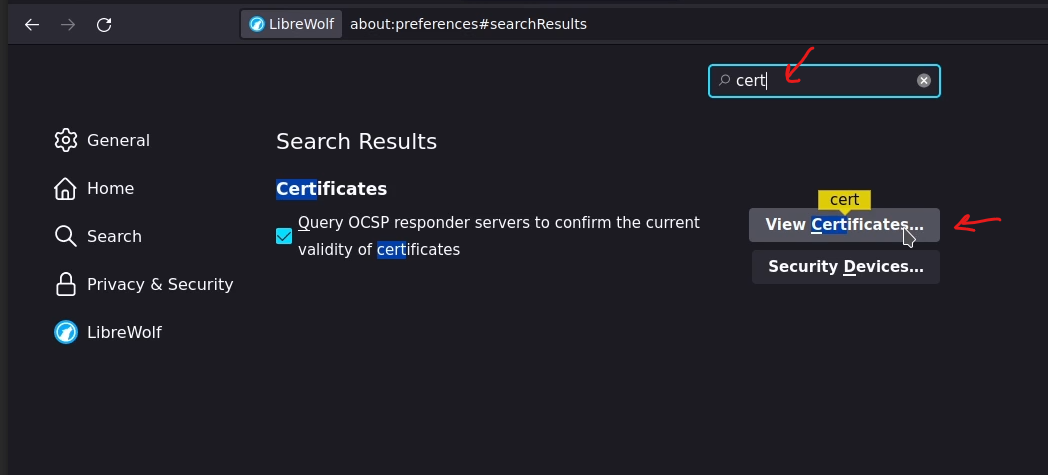 LibreWolf about:preferences#searchResults
cert
General
Home
Search
Privacy & Security
LibreWolf
Search Results
Certificates
Query OCSP responder servers to confirm the current
validity of certificates
cert
View Certificates...
Security Devices...